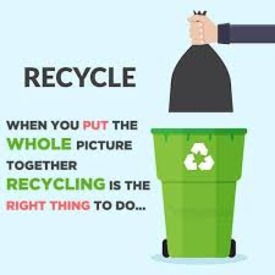 RECYCLE
WHEN YOU PUT THE
WHOLE PICTURE
TOGETHER
RECYCLING IS THE
RIGHT THING TO DO...